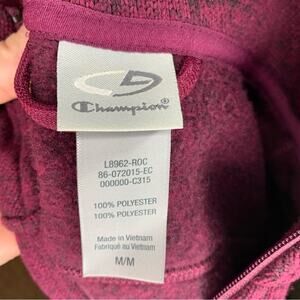 Champion
L8962-ROC
86-072015-EC
000000-C315
100% POLYESTER
100% POLYESTER
Made in Vietnam
Fabriqué au Vietnam
M/M